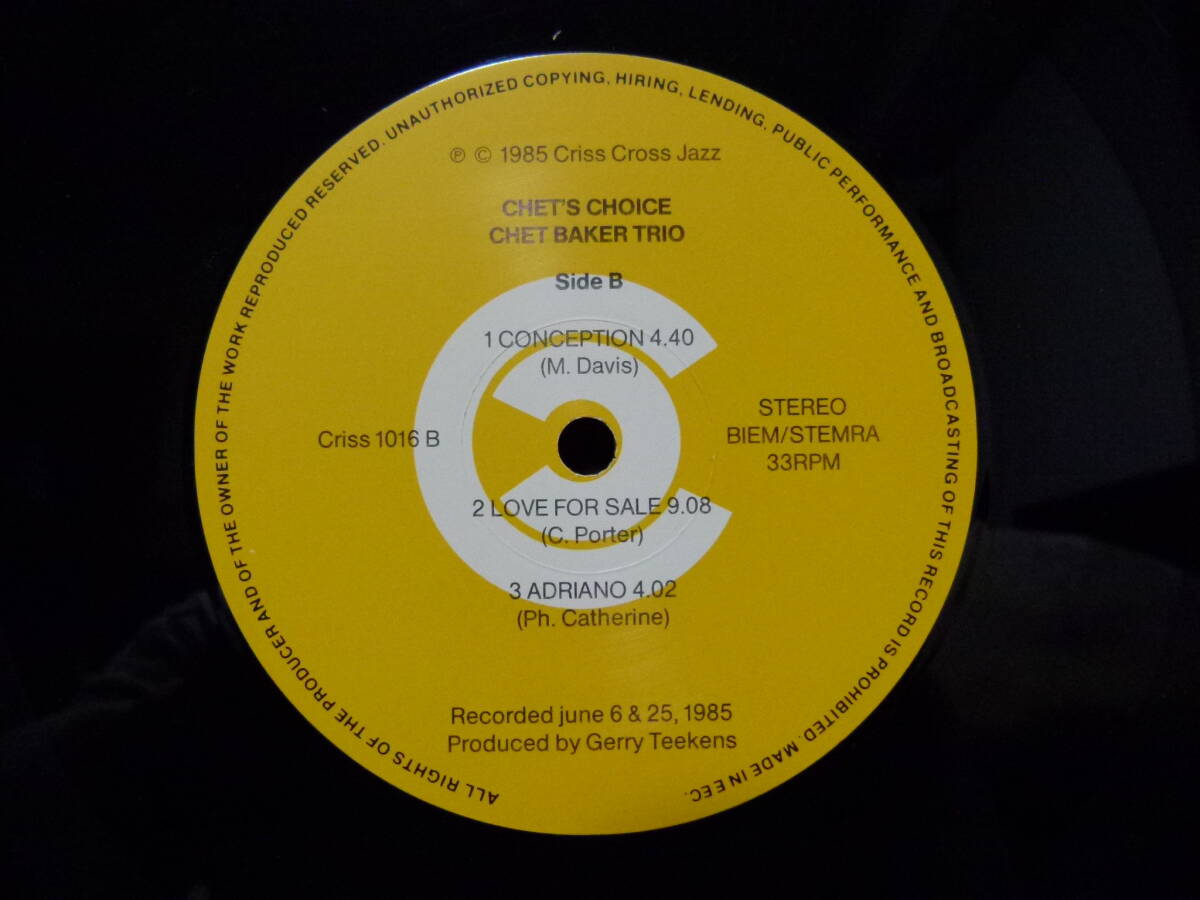 ALL RIGHTS OF THE PRODUCER AND OF THE OWNER OF THE WORK REPRODUCED RESERVED. UNAUTHORIZED COPYING, HIRING, LENDING, PUBLIC PERFORMANCE AND BROADCASTING OF THIS RECORD IS PROHIBITED. MADE IN EEC.
℗ © 1985 Criss Cross Jazz
CHET'S CHOICE
CHET BAKER TRIO
Side B
1 CONCEPTION 4.40
(M. Davis)
Criss 1016 B
STEREO
BIEM/STEMRA
33RPM
2 LOVE FOR SALE 9.08
(C. Porter)
3 ADRIANO 4.02
(Ph. Catherine)
Recorded june 6 & 25, 1985
Produced by Gerry Teekens